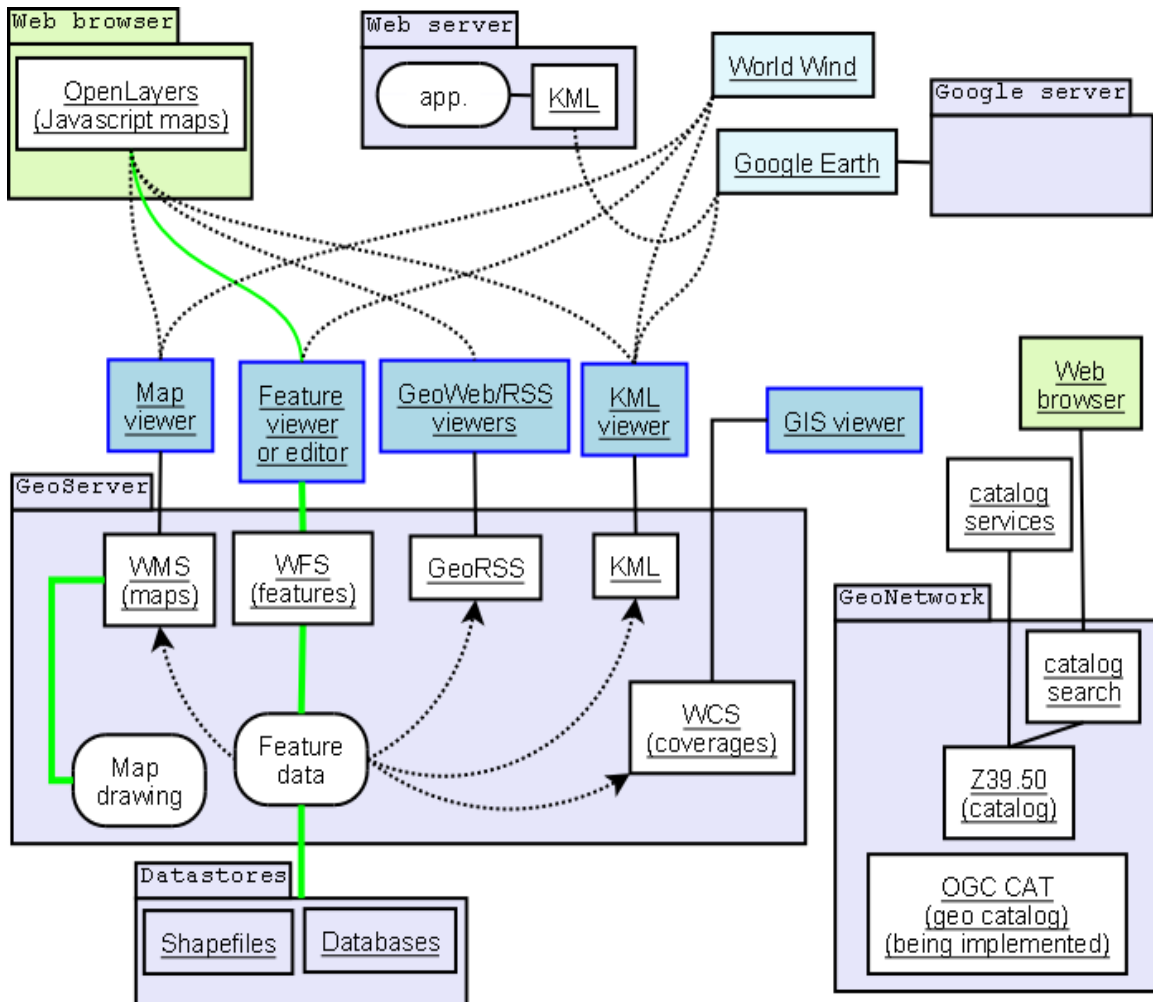 Web browser
OpenLayers
(Javascript maps)
Web server
app.
KML
World Wind
Google server
Google Earth
Map
viewer
Feature
viewer
or editor
GeoWeb/RSS
viewers
KML
viewer
GIS viewer
Web
browser
GeoServer
WMS
(maps)
WFS
(features)
GeoRSS
KML
catalog
services
GeoNetwork
catalog
search
WCS
(coverages)
Map
drawing
Feature
data
Z39.50
(catalog)
Datastores
Shapefiles
Databases
OGC CAT
(geo catalog)
(being implemented)